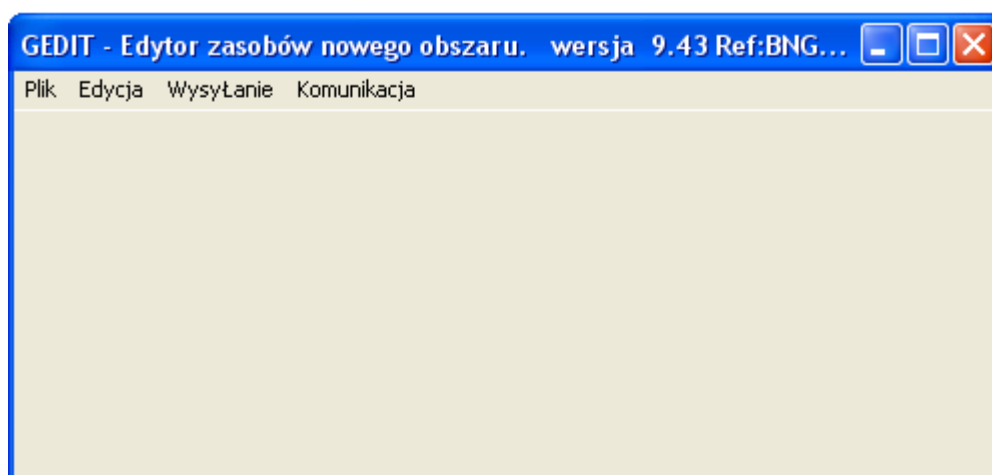 GEDIT - Edytor zasobów nowego obszaru. wersja 9.43 Ref:BNG...
Plik Edycja WysyŁanie Komunikacja